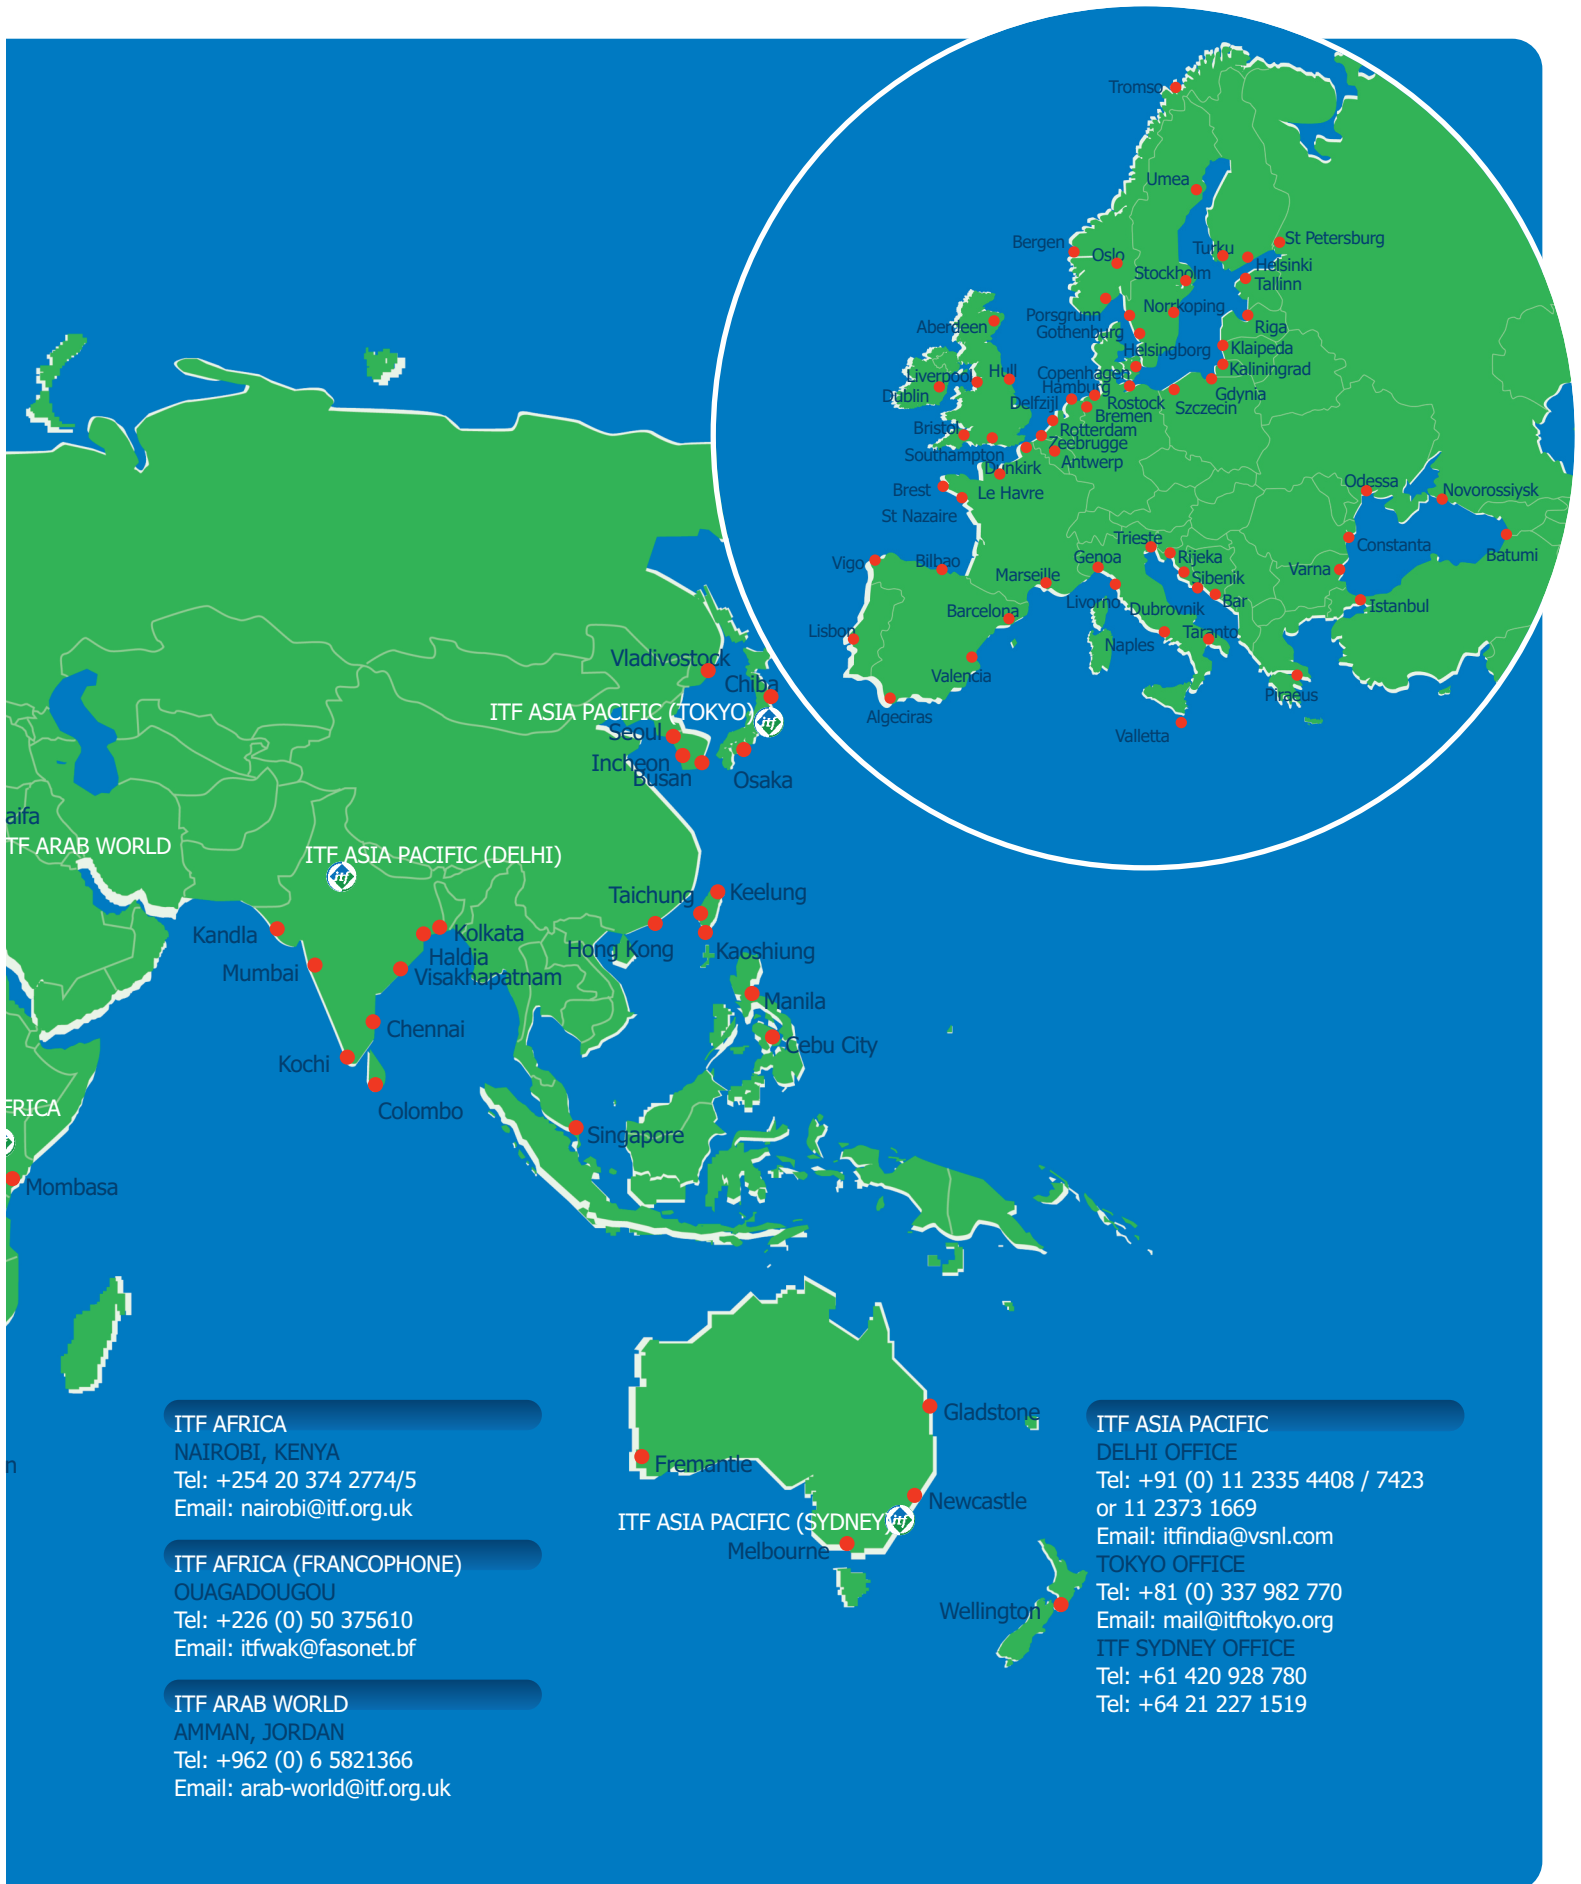 Tromso
Umea
Bergen
Oslo
Turku
St Petersburg
Helsinki
Stockholm
Tallinn
Porsgrunn
Norrkoping
Aberdeen
Gothenburg
Riga
Helsingborg
Klaipeda
Liverpool
Hull
Copenhagen
Kaliningrad
Dublin
Hamburg
Gdynia
Delfzijl
Rostock
Szczecin
Bremen
Bristol
Rotterdam
Zeebrugge
Southampton
Dunkirk
Antwerp
Brest
Le Havre
Odessa
Novorossiysk
St Nazaire
Trieste
Constanta
Vigo
Bilbao
Genoa
Rijeka
Batumi
Marseille
Sibenik
Varna
Livorno
Bar
Barcelona
Dubrovnik
Istanbul
Lisbon
Naples
Taranto
Valencia
Piraeus
Algeciras
Valletta
Vladivostock
Chiba
ITF ASIA PACIFIC (TOKYO)
itf
Seoul
Incheon
Busan
Osaka
aifa
TF ARAB WORLD
ITF ASIA PACIFIC (DELHI)
itf
Taichung
Keelung
Kandla
Kolkata
Hong Kong
Kaoshiung
Haldia
Mumbai
Visakhapatnam
Manila
Chennai
Cebu City
Kochi
Colombo
FRICA
Singapore
Mombasa
Gladstone
Fremantle
Newcastle
ITF ASIA PACIFIC (SYDNEY)
itf
Melbourne
Wellington
n
ITF AFRICA
NAIROBI, KENYA
Tel: +254 20 374 2774/5
Email: nairobi@itf.org.uk
ITF AFRICA (FRANCOPHONE)
OUAGADOUGOU
Tel: +226 (0) 50 375610
Email: itfwak@fasonet.bf
ITF ARAB WORLD
AMMAN, JORDAN
Tel: +962 (0) 6 5821366
Email: arab-world@itf.org.uk
ITF ASIA PACIFIC
DELHI OFFICE
Tel: +91 (0) 11 2335 4408 / 7423
or 11 2373 1669
Email: itfindia@vsnl.com
TOKYO OFFICE
Tel: +81 (0) 337 982 770
Email: mail@itftokyo.org
ITF SYDNEY OFFICE
Tel: +61 420 928 780
Tel: +64 21 227 1519